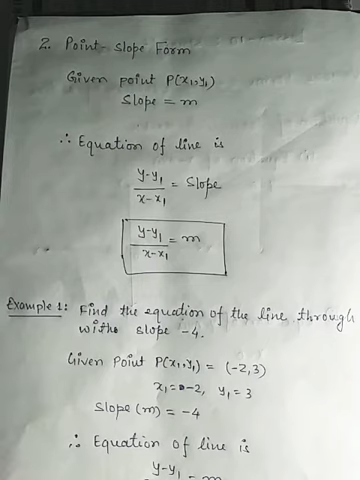 2. Point-Slope Form
Given point P(x₁,y₁)
Slope = m
∴ Equation of line is
y-y₁/x-x₁ = Slope
y-y₁/x-x₁ = m
Example 1: Find the equation of the line through
with slope -4.
Given Point P(x₁,y₁) = (-2,3)
x₁=-2, y₁=3
Slope (m) = -4
∴ Equation of line is
y-y₁ = m